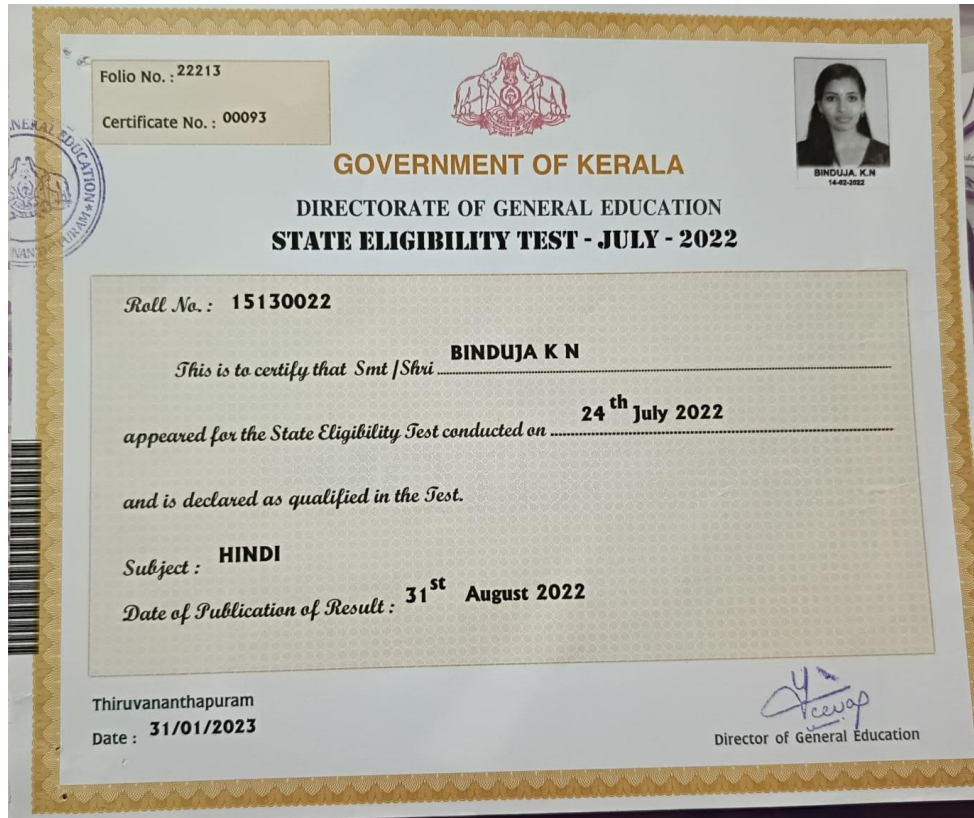 Folio No. : 22213
Certificate No. : 00093
BINDUJA. K.N
14-02-2022
GOVERNMENT OF KERALA
DIRECTORATE OF GENERAL EDUCATION
STATE ELIGIBILITY TEST - JULY - 2022
Roll No. : 15130022
This is to certify that Smt /Shri BINDUJA K N
appeared for the State Eligibility Test conducted on 24th July 2022
and is declared as qualified in the Test.
Subject : HINDI
Date of Publication of Result : 31st August 2022
Thiruvananthapuram
Date : 31/01/2023
Director of General Education
EDUCATION